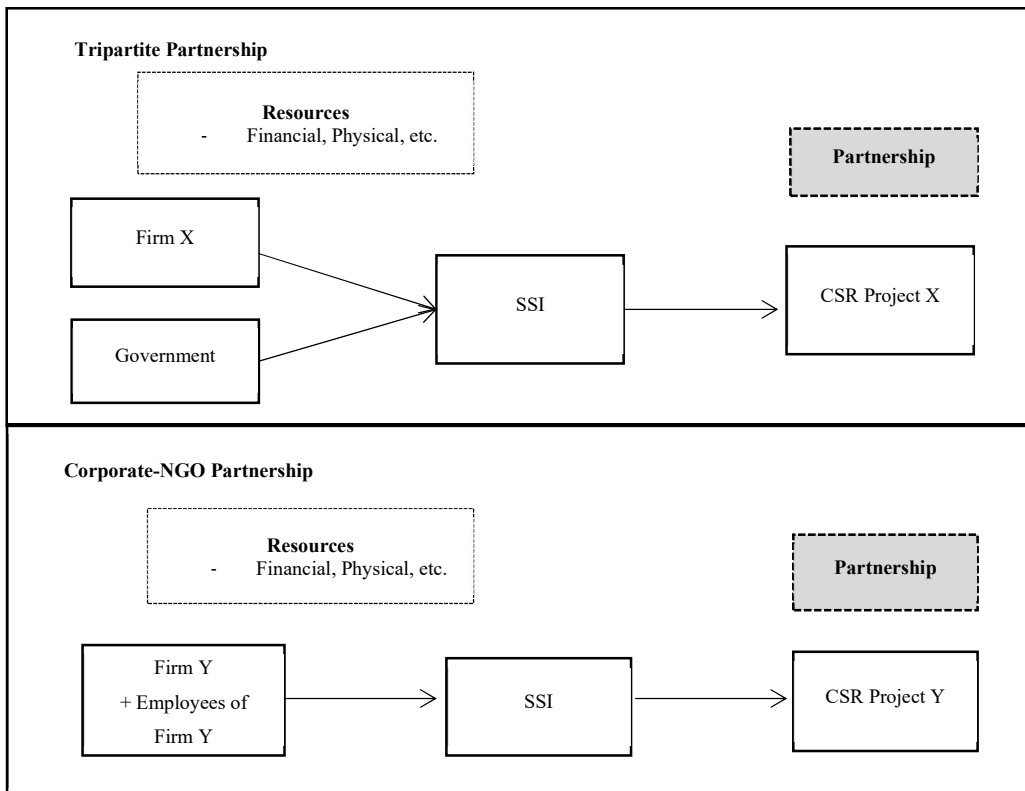 Tripartite Partnership
Resources
- Financial, Physical, etc.
Partnership
Firm X
SSI
CSR Project X
Government
Corporate-NGO Partnership
Resources
- Financial, Physical, etc.
Partnership
Firm Y
+ Employees of
Firm Y
SSI
CSR Project Y